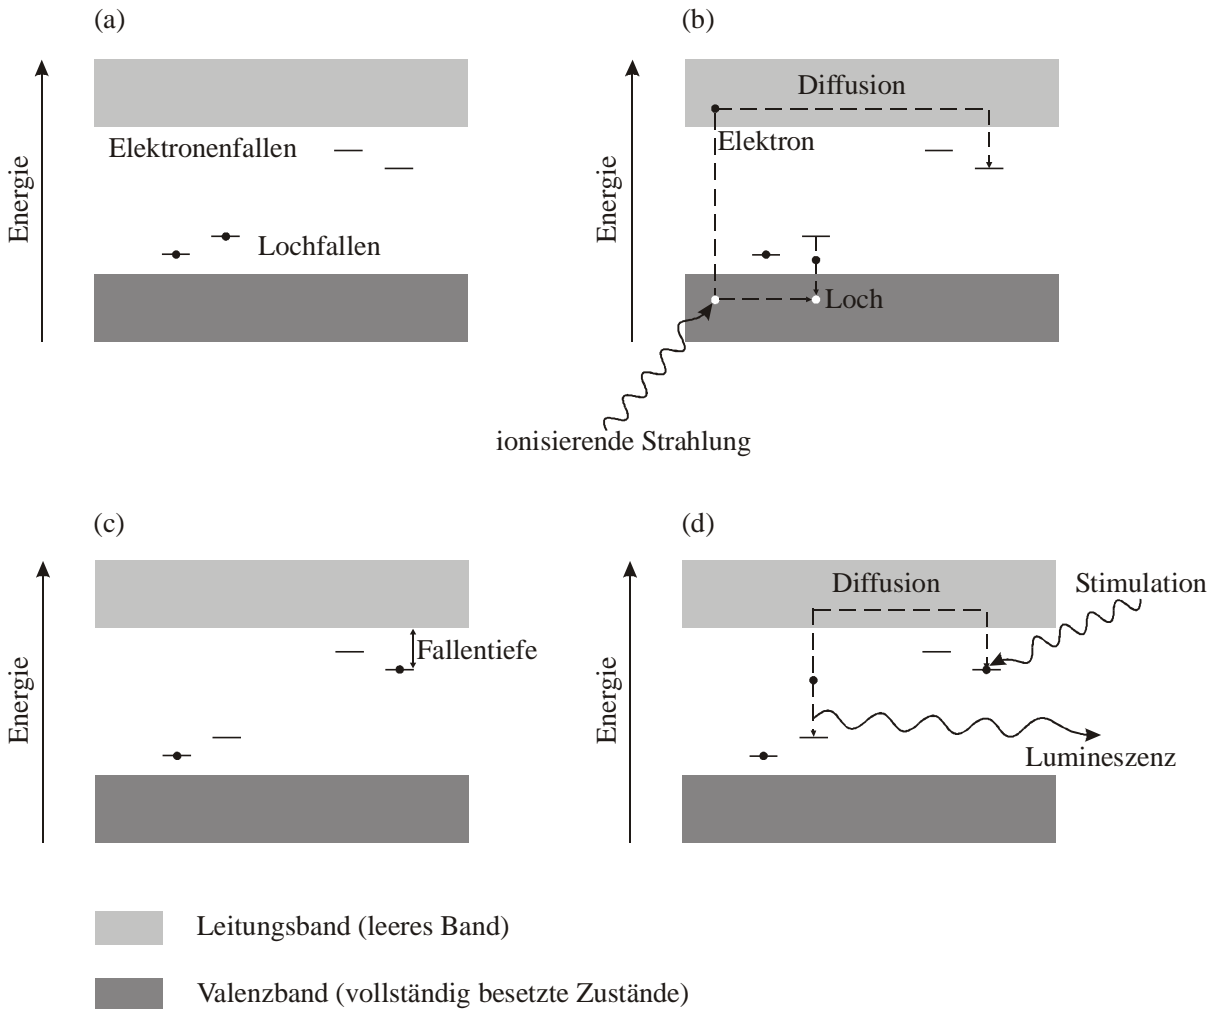 (a)
(b)
Energie
Elektronenfallen
Lochfallen
Energie
Diffusion
Elektron
Loch
ionisierende Strahlung
(c)
(d)
Energie
Fallentiefe
Energie
Diffusion
Stimulation
Lumineszenz
Leitungsband (leeres Band)
Valenzband (vollständig besetzte Zustände)